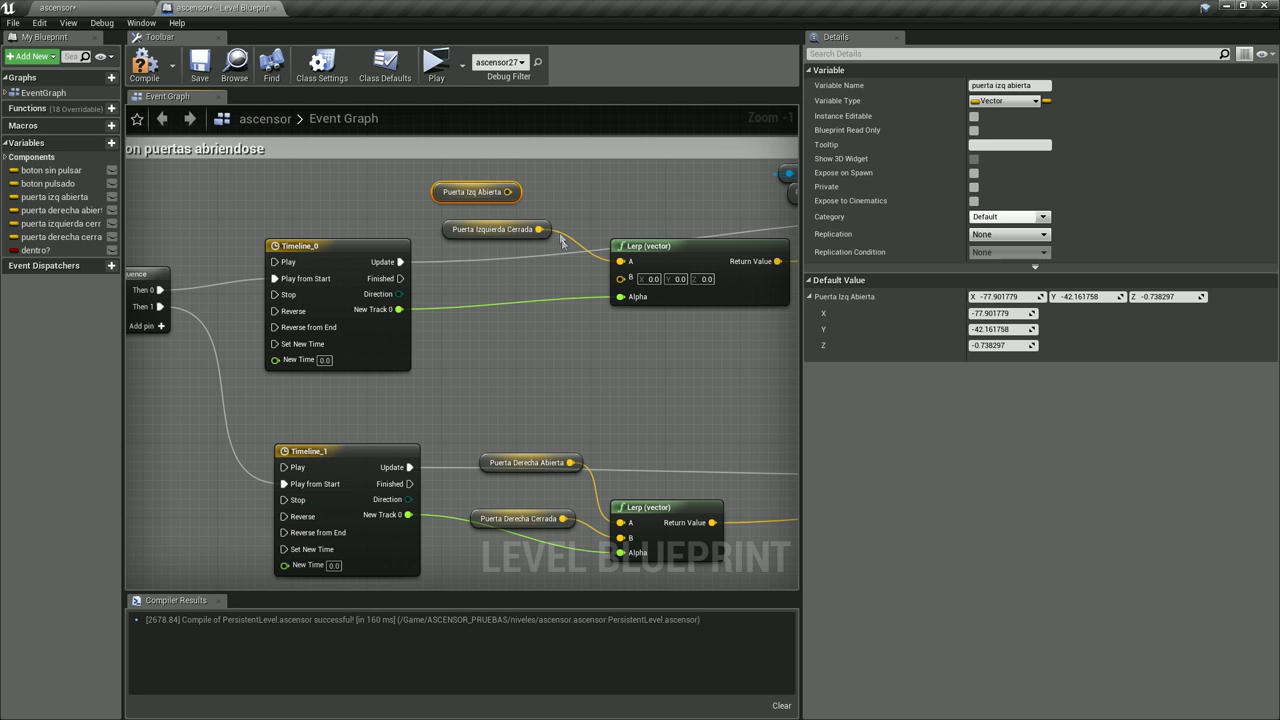 ascensor*
ascensor* - Level Blueprint
File Edit View Debug Window Help
My Blueprint
Toolbar
Details
Add New
Sea
Compile
Save
Browse
Find
Class Settings
Class Defaults
Play
ascensor27
Debug Filter
Search Details
Graphs
EventGraph
Functions (18 Overridable)
Macros
Variables
Components
boton sin pulsar
boton pulsado
puerta izq abierta
puerta derecha abier
puerta izquierda cerr
puerta derecha cerra
dentro?
Event Dispatchers
Event Graph
ascensor > Event Graph
Zoom -1
on puertas abriendose
Puerta Izq Abierta
Puerta Izquierda Cerrada
Timeline_0
Play
Update
Play from Start
Finished
Stop
Direction
Reverse
New Track 0
Reverse from End
Set New Time
New Time 0.0
uence
Then 0
Then 1
Add pin +
Lerp (vector)
A
Return Value
B X 0.0 Y 0.0 Z 0.0
Alpha
Timeline_1
Play
Update
Play from Start
Finished
Stop
Direction
Reverse
New Track 0
Reverse from End
Set New Time
New Time 0.0
Puerta Derecha Abierta
Puerta Derecha Cerrada
Lerp (vector)
A
Return Value
B
Alpha
LEVEL BLUEPRINT
Compiler Results
[2678.84] Compile of PersistentLevel.ascensor successful! [in 160 ms] (/Game/ASCENSOR_PRUEBAS/niveles/ascensor.ascensor:PersistentLevel.ascensor)
Clear
Variable
Variable Name puerta izq abierta
Variable Type Vector
Instance Editable
Blueprint Read Only
Tooltip
Show 3D Widget
Expose on Spawn
Private
Expose to Cinematics
Category Default
Replication None
Replication Condition None
Default Value
Puerta Izq Abierta X -77.901779 Y -42.161758 Z -0.738297
X -77.901779
Y -42.161758
Z -0.738297